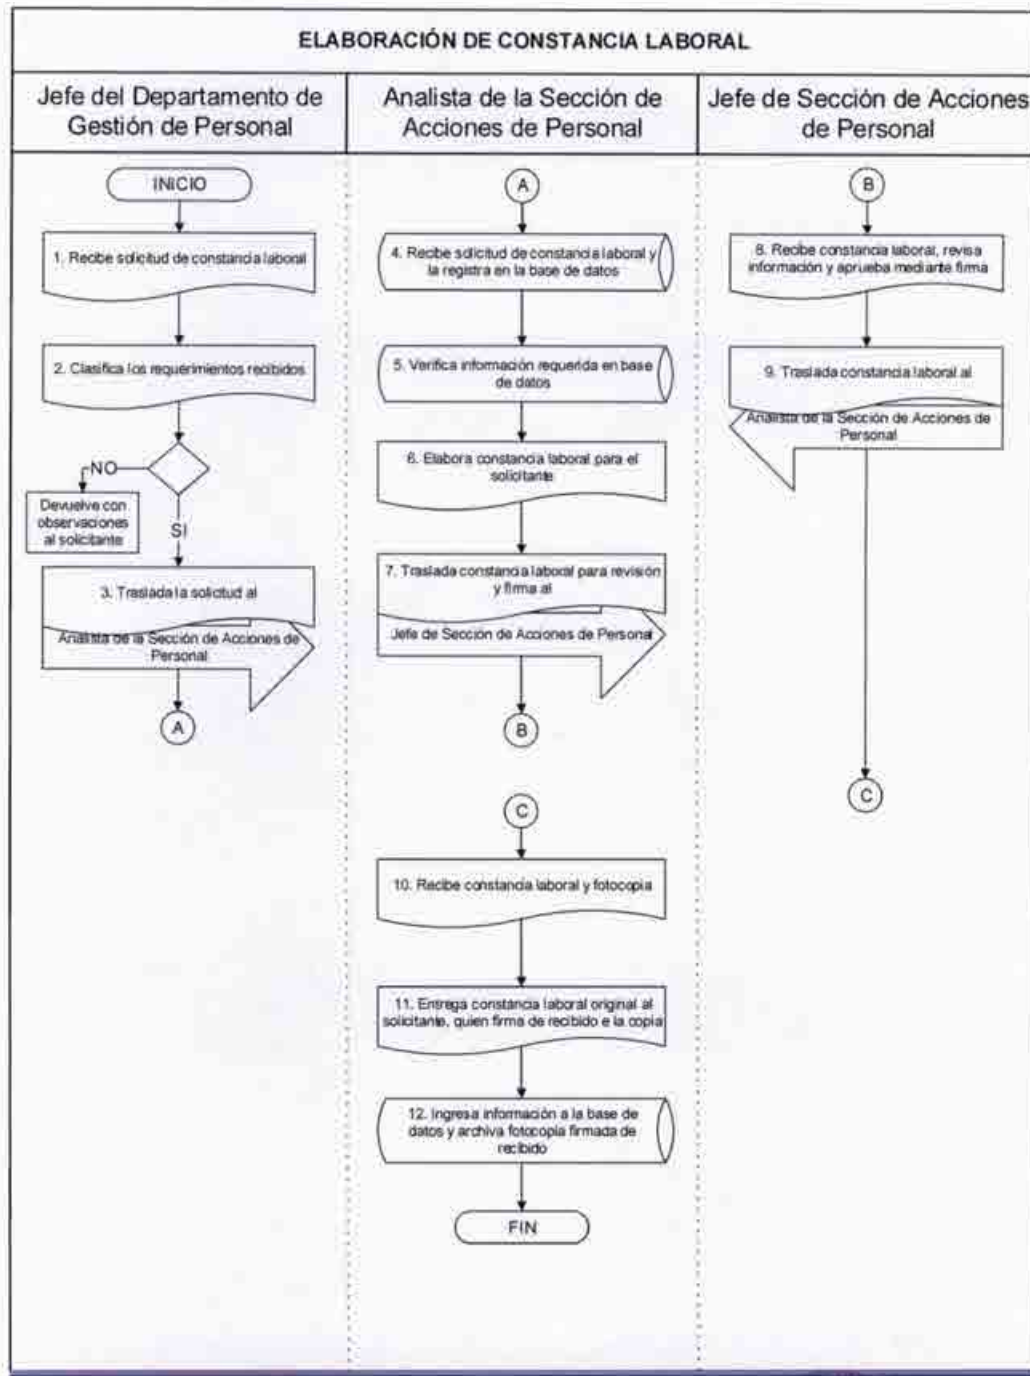 ELABORACIÓN DE CONSTANCIA LABORAL
Jefe del Departamento de
Gestión de Personal
Analista de la Sección de
Acciones de Personal
Jefe de Sección de Acciones
de Personal
INICIO
1. Recibe solicitud de constancia laboral
2. Clasifica los requerimientos recibidos
NO
Devuelve con
observaciones
al solicitante
SI
3. Traslada la solicitud al
Analista de la Sección de Acciones de
Personal
A
A
4. Recibe solicitud de constancia laboral y
la registra en la base de datos
5. Verifica información requerida en base
de datos
6. Elabora constancia laboral para el
solicitante
7. Traslada constancia laboral para revisión
y firma al
Jefe de Sección de Acciones de Personal
B
B
8. Recibe constancia laboral, revisa
información y aprueba mediante firma
9. Traslada constancia laboral al
Analista de la Sección de Acciones de
Personal
C
C
10. Recibe constancia laboral y fotocopia
11. Entrega constancia laboral original al
solicitante, quien firma de recibido e la copia
12. Ingresa información a la base de
datos y archiva fotocopia firmada de
recibido
FIN